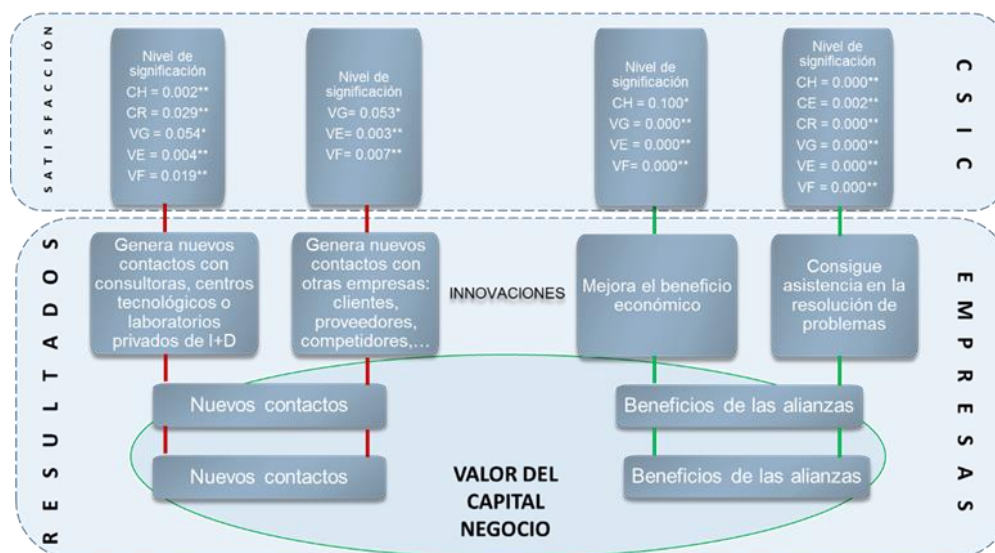 SATISFACCIÓN
Nivel de
significación
CH = 0.002**
CR = 0.029**
VG = 0.054*
VE = 0.004**
VF = 0.019**
Nivel de
significación
VG= 0.053*
VE= 0.003**
VF= 0.007**
Nivel de
significación
CH = 0.100*
VG = 0.000**
VE = 0.000**
VF= 0.000**
Nivel de
significación
CH = 0.000**
CE = 0.002**
CR = 0.000**
VG = 0.000**
VE = 0.000**
VF = 0.000**
CSIC
RESULTADOS
Genera nuevos
contactos con
consultoras, centros
tecnológicos o
laboratorios
privados de I+D
Genera nuevos
contactos con
otras empresas:
clientes,
proveedores,
competidores,…
INNOVACIONES
Mejora el beneficio
económico
Consigue
asistencia en la
resolución de
problemas
EMPRESAS
Nuevos contactos
Beneficios de las alianzas
Nuevos contactos
Beneficios de las alianzas
VALOR DEL
CAPITAL
NEGOCIO